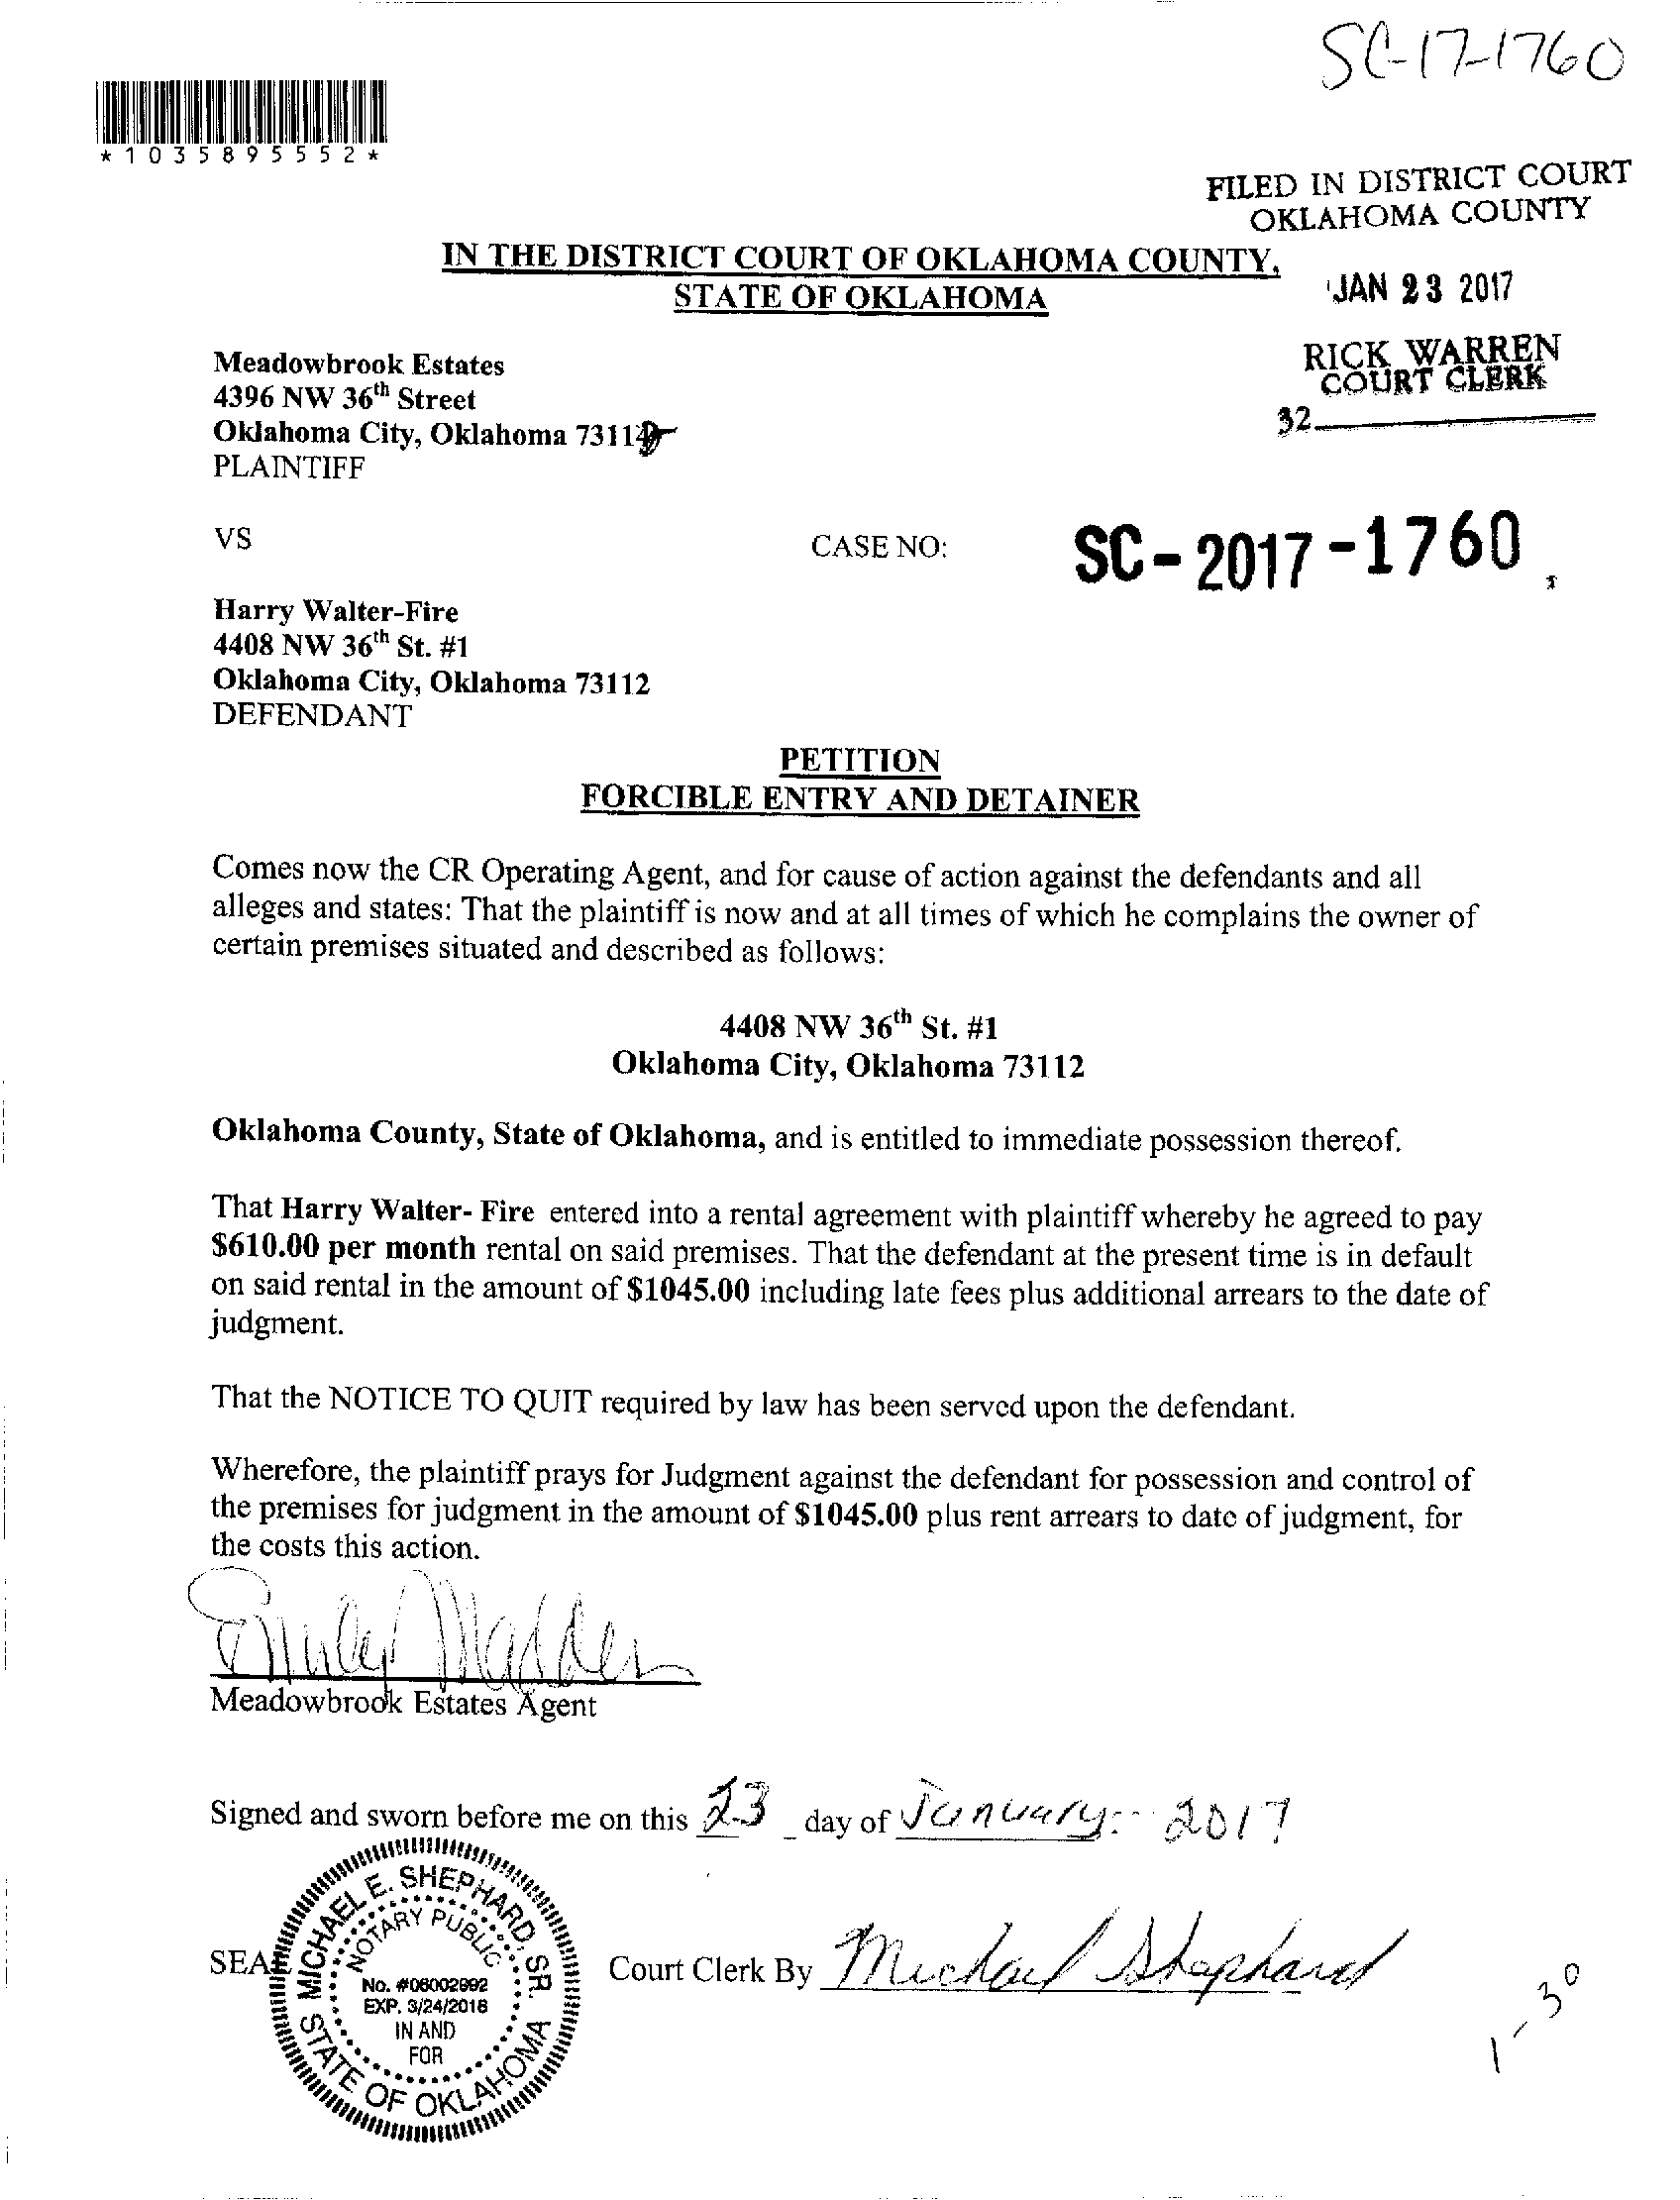 SC-17-1760
*1035895552*
FILED IN DISTRICT COURT
OKLAHOMA COUNTY
IN THE DISTRICT COURT OF OKLAHOMA COUNTY,
STATE OF OKLAHOMA
JAN 23 2017
RICK WARREN
COURT CLERK
32
Meadowbrook Estates
4396 NW 36th Street
Oklahoma City, Oklahoma
PLAINTIFF
VS
CASE NO:
SC-2017-1760
Harry Walter-Fire
4408 NW 36th St. #1
Oklahoma City, Oklahoma 73112
DEFENDANT
PETITION
FORCIBLE ENTRY AND DETAINER
Comes now the CR Operating Agent, and for cause of action against the defendants and all
alleges and states: That the plaintiff is now and at all times of which he complains the owner of
certain premises situated and described as follows:
4408 NW 36th St. #1
Oklahoma City, Oklahoma 73112
Oklahoma County, State of Oklahoma, and is entitled to immediate possession thereof.
That Harry Walter- Fire entered into a rental agreement with plaintiff whereby he agreed to pay
$610.00 per month rental on said premises. That the defendant at the present time is in default
on said rental in the amount of $1045.00 including late fees plus additional arrears to the date of
judgment.
That the NOTICE TO QUIT required by law has been served upon the defendant.
Wherefore, the plaintiff prays for Judgment against the defendant for possession and control of
the premises for judgment in the amount of $1045.00 plus rent arrears to date of judgment, for
the costs this action.
Madden
Meadowbrook Estates Agent
Signed and sworn before me on this 23 day of January 2017
SEAL
MICHAEL E. SHEPHARD, SR.
NOTARY PUBLIC
No. #06002692
EXP. 3/24/2018
IN AND
FOR
STATE OF OKLAHOMA
Court Clerk By Michael Shephard
1-30